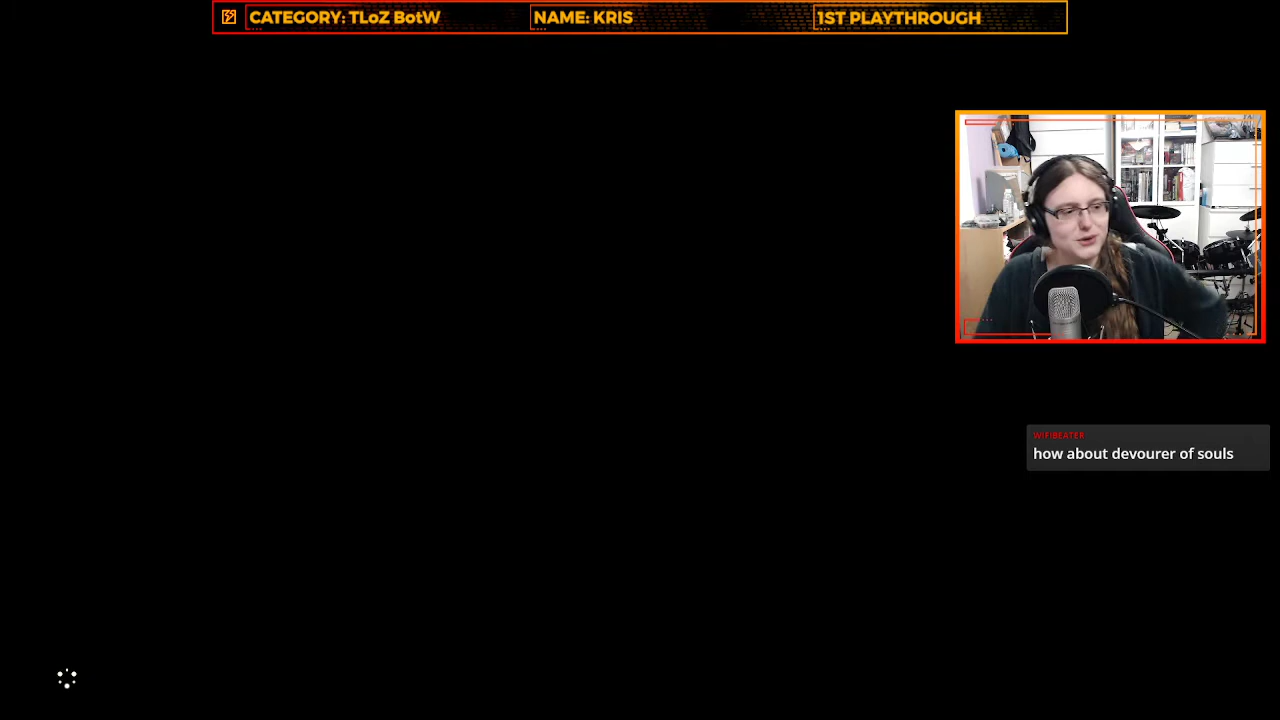 CATEGORY: TLoZ BotW
NAME: KRIS
1ST PLAYTHROUGH
WIFIBEATER
how about devourer of souls